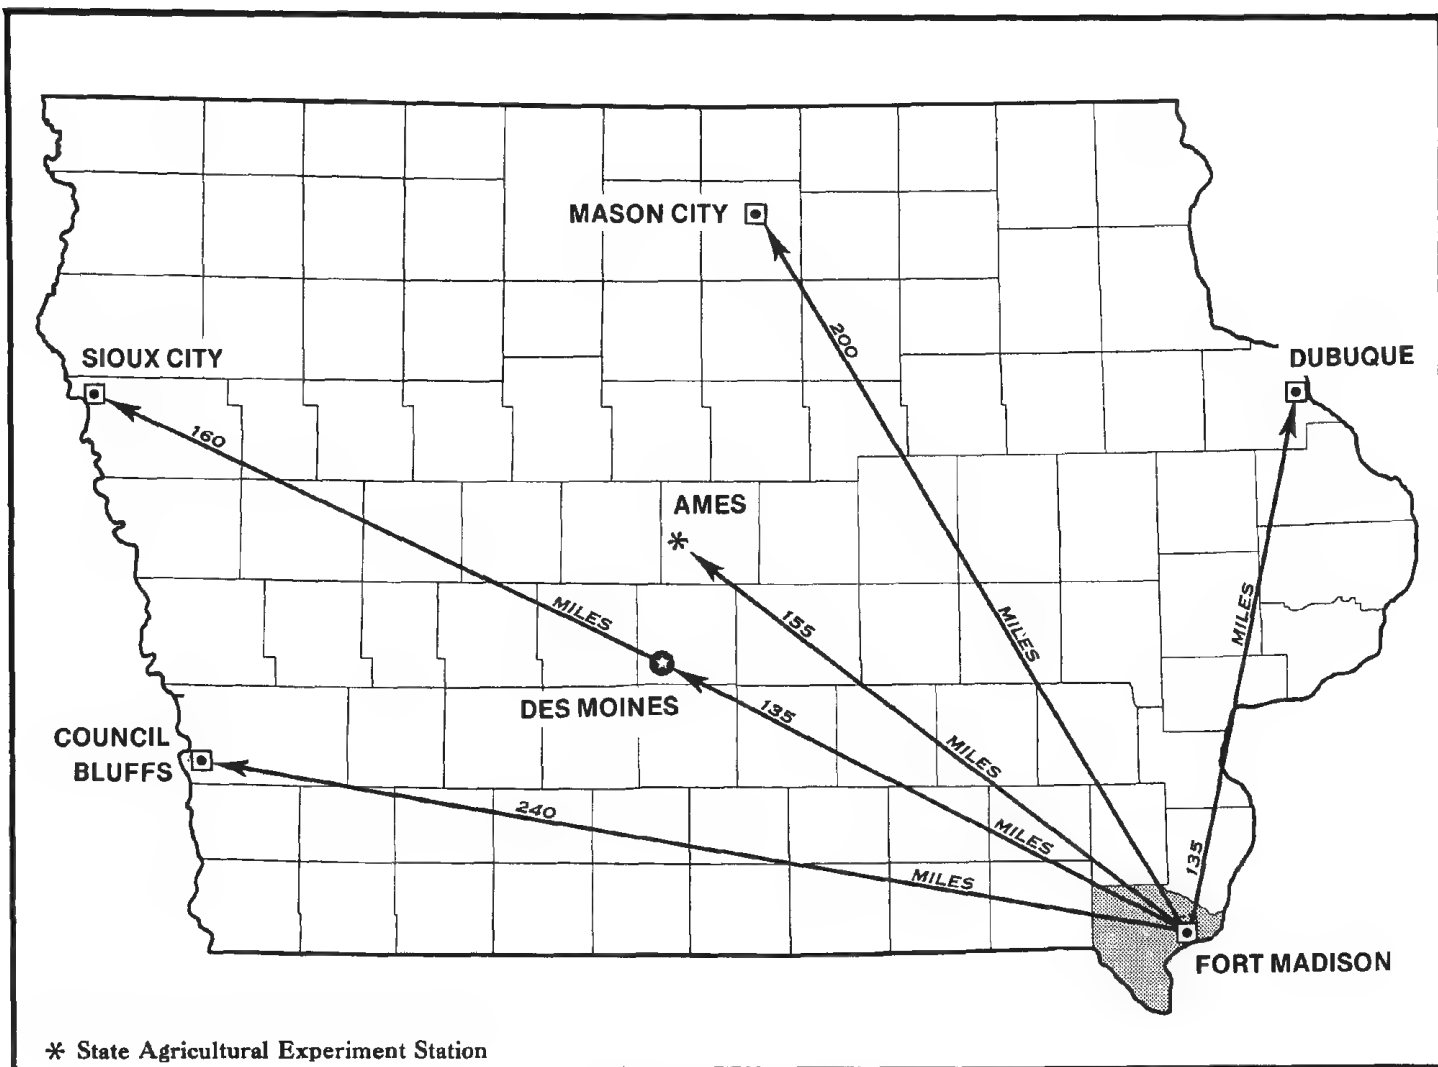 MASON CITY
200
MILES
SIOUX CITY
160
MILES
DUBUQUE
135
MILES
AMES
155
MILES
DES MOINES
135
MILES
COUNCIL
BLUFFS
240
MILES
FORT MADISON
* State Agricultural Experiment Station